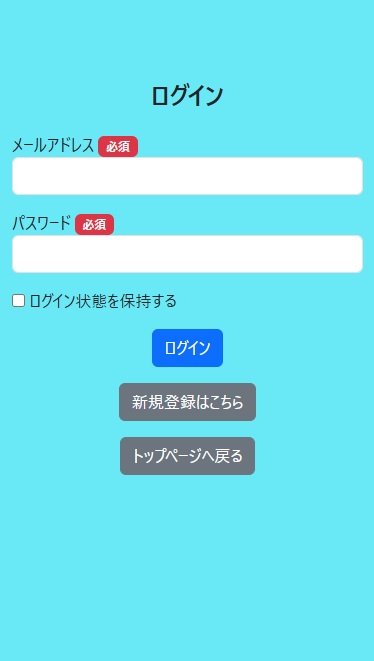 ログイン
メールアドレス 必須
パスワード 必須
ログイン状態を保持する
ログイン
新規登録はこちら
トップページへ戻る